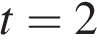 t = 2